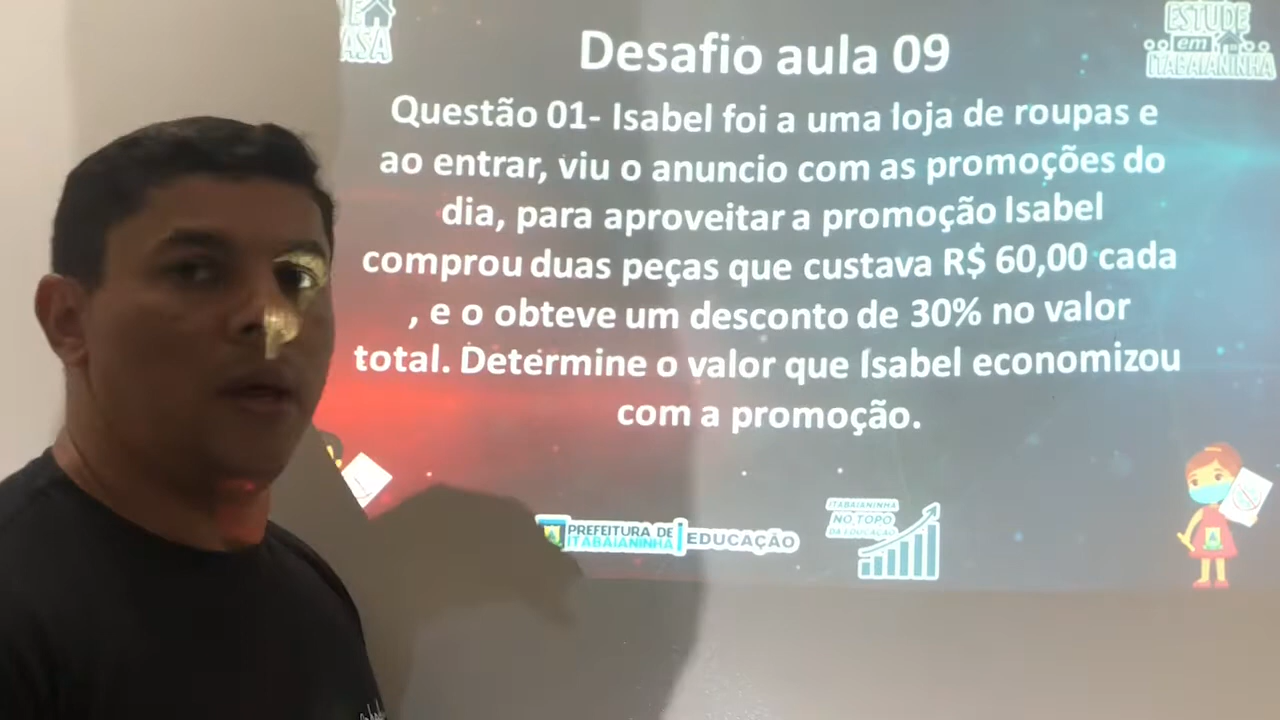 ASA
ESTUDE
em
ITABAIANINHA
Desafio aula 09
Questão 01- Isabel foi a uma loja de roupas e
ao entrar, viu o anuncio com as promoções do
dia, para aproveitar a promoção Isabel
comprou duas peças que custava R$ 60,00 cada
, e o obteve um desconto de 30% no valor
total. Determine o valor que Isabel economizou
com a promoção.
PREFEITURA DE
ITABAIANINHA
EDUCAÇÃO
ITABAIANINHA
NO TOPO
DA EDUCAÇÃO